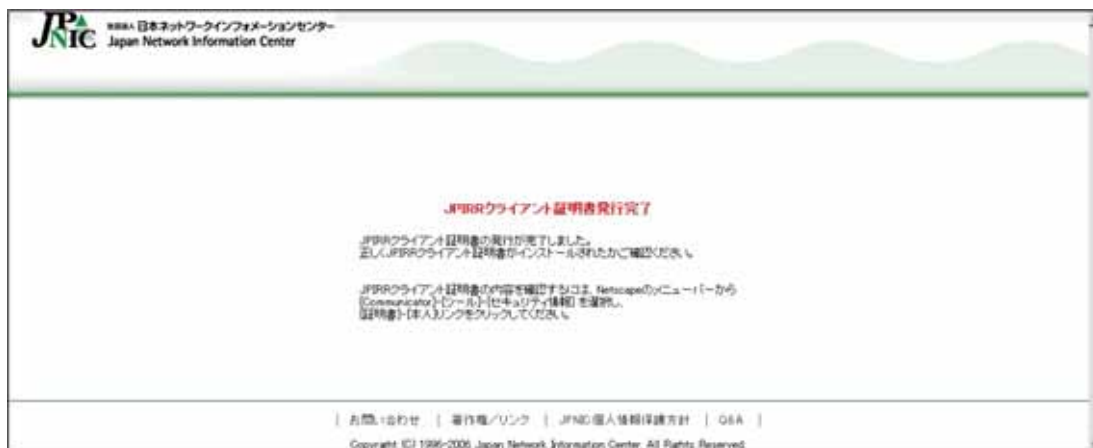 JPNIC
社団法人 日本ネットワークインフォメーションセンター
Japan Network Information Center
JPIRRクライアント証明書発行完了
JPIRRクライアント証明書の発行が完了しました。
正しくJPIRRクライアント証明書がインストールされたかご確認ください。
JPIRRクライアント証明書の内容を確認するには、Netscapeのメニューバーから
[Communicator]-[ツール]-[セキュリティ情報] を選択し、
[証明書]-[本人]リンクをクリックしてください。
| お問い合わせ | 著作権/リンク | JPNIC個人情報保護方針 | Q&A |
Copyright (C) 1996-2006 Japan Network Information Center. All Rights Reserved.